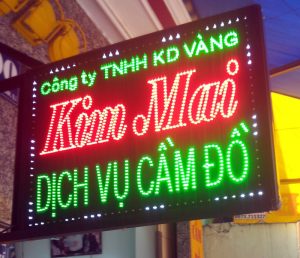 Công ty TNHH KD VÀNG
Kim Mai
DỊCH VỤ CẦM ĐỒ